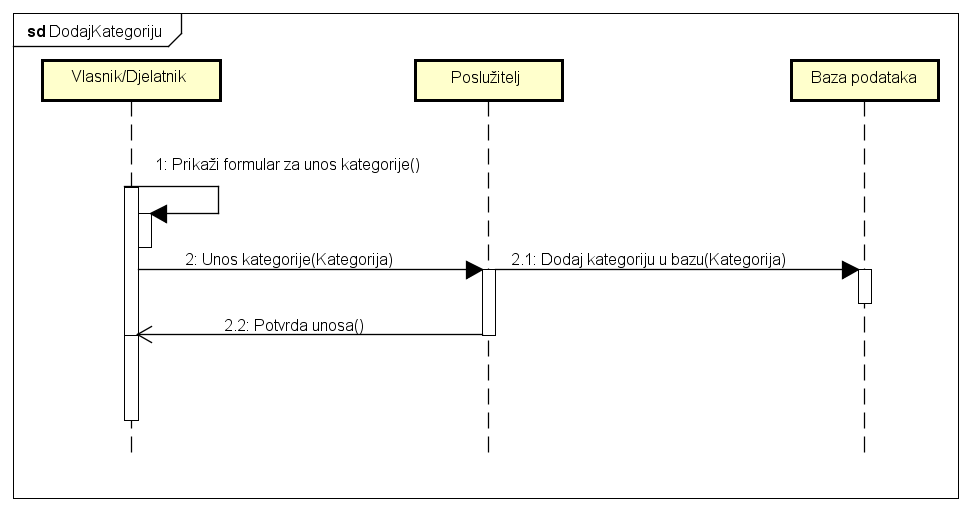 sd DodajKategoriju
Vlasnik/Djelatnik
Poslužitelj
Baza podataka
1: Prikaži formular za unos kategorije()
2: Unos kategorije(Kategorija)
2.1: Dodaj kategoriju u bazu(Kategorija)
2.2: Potvrda unosa()